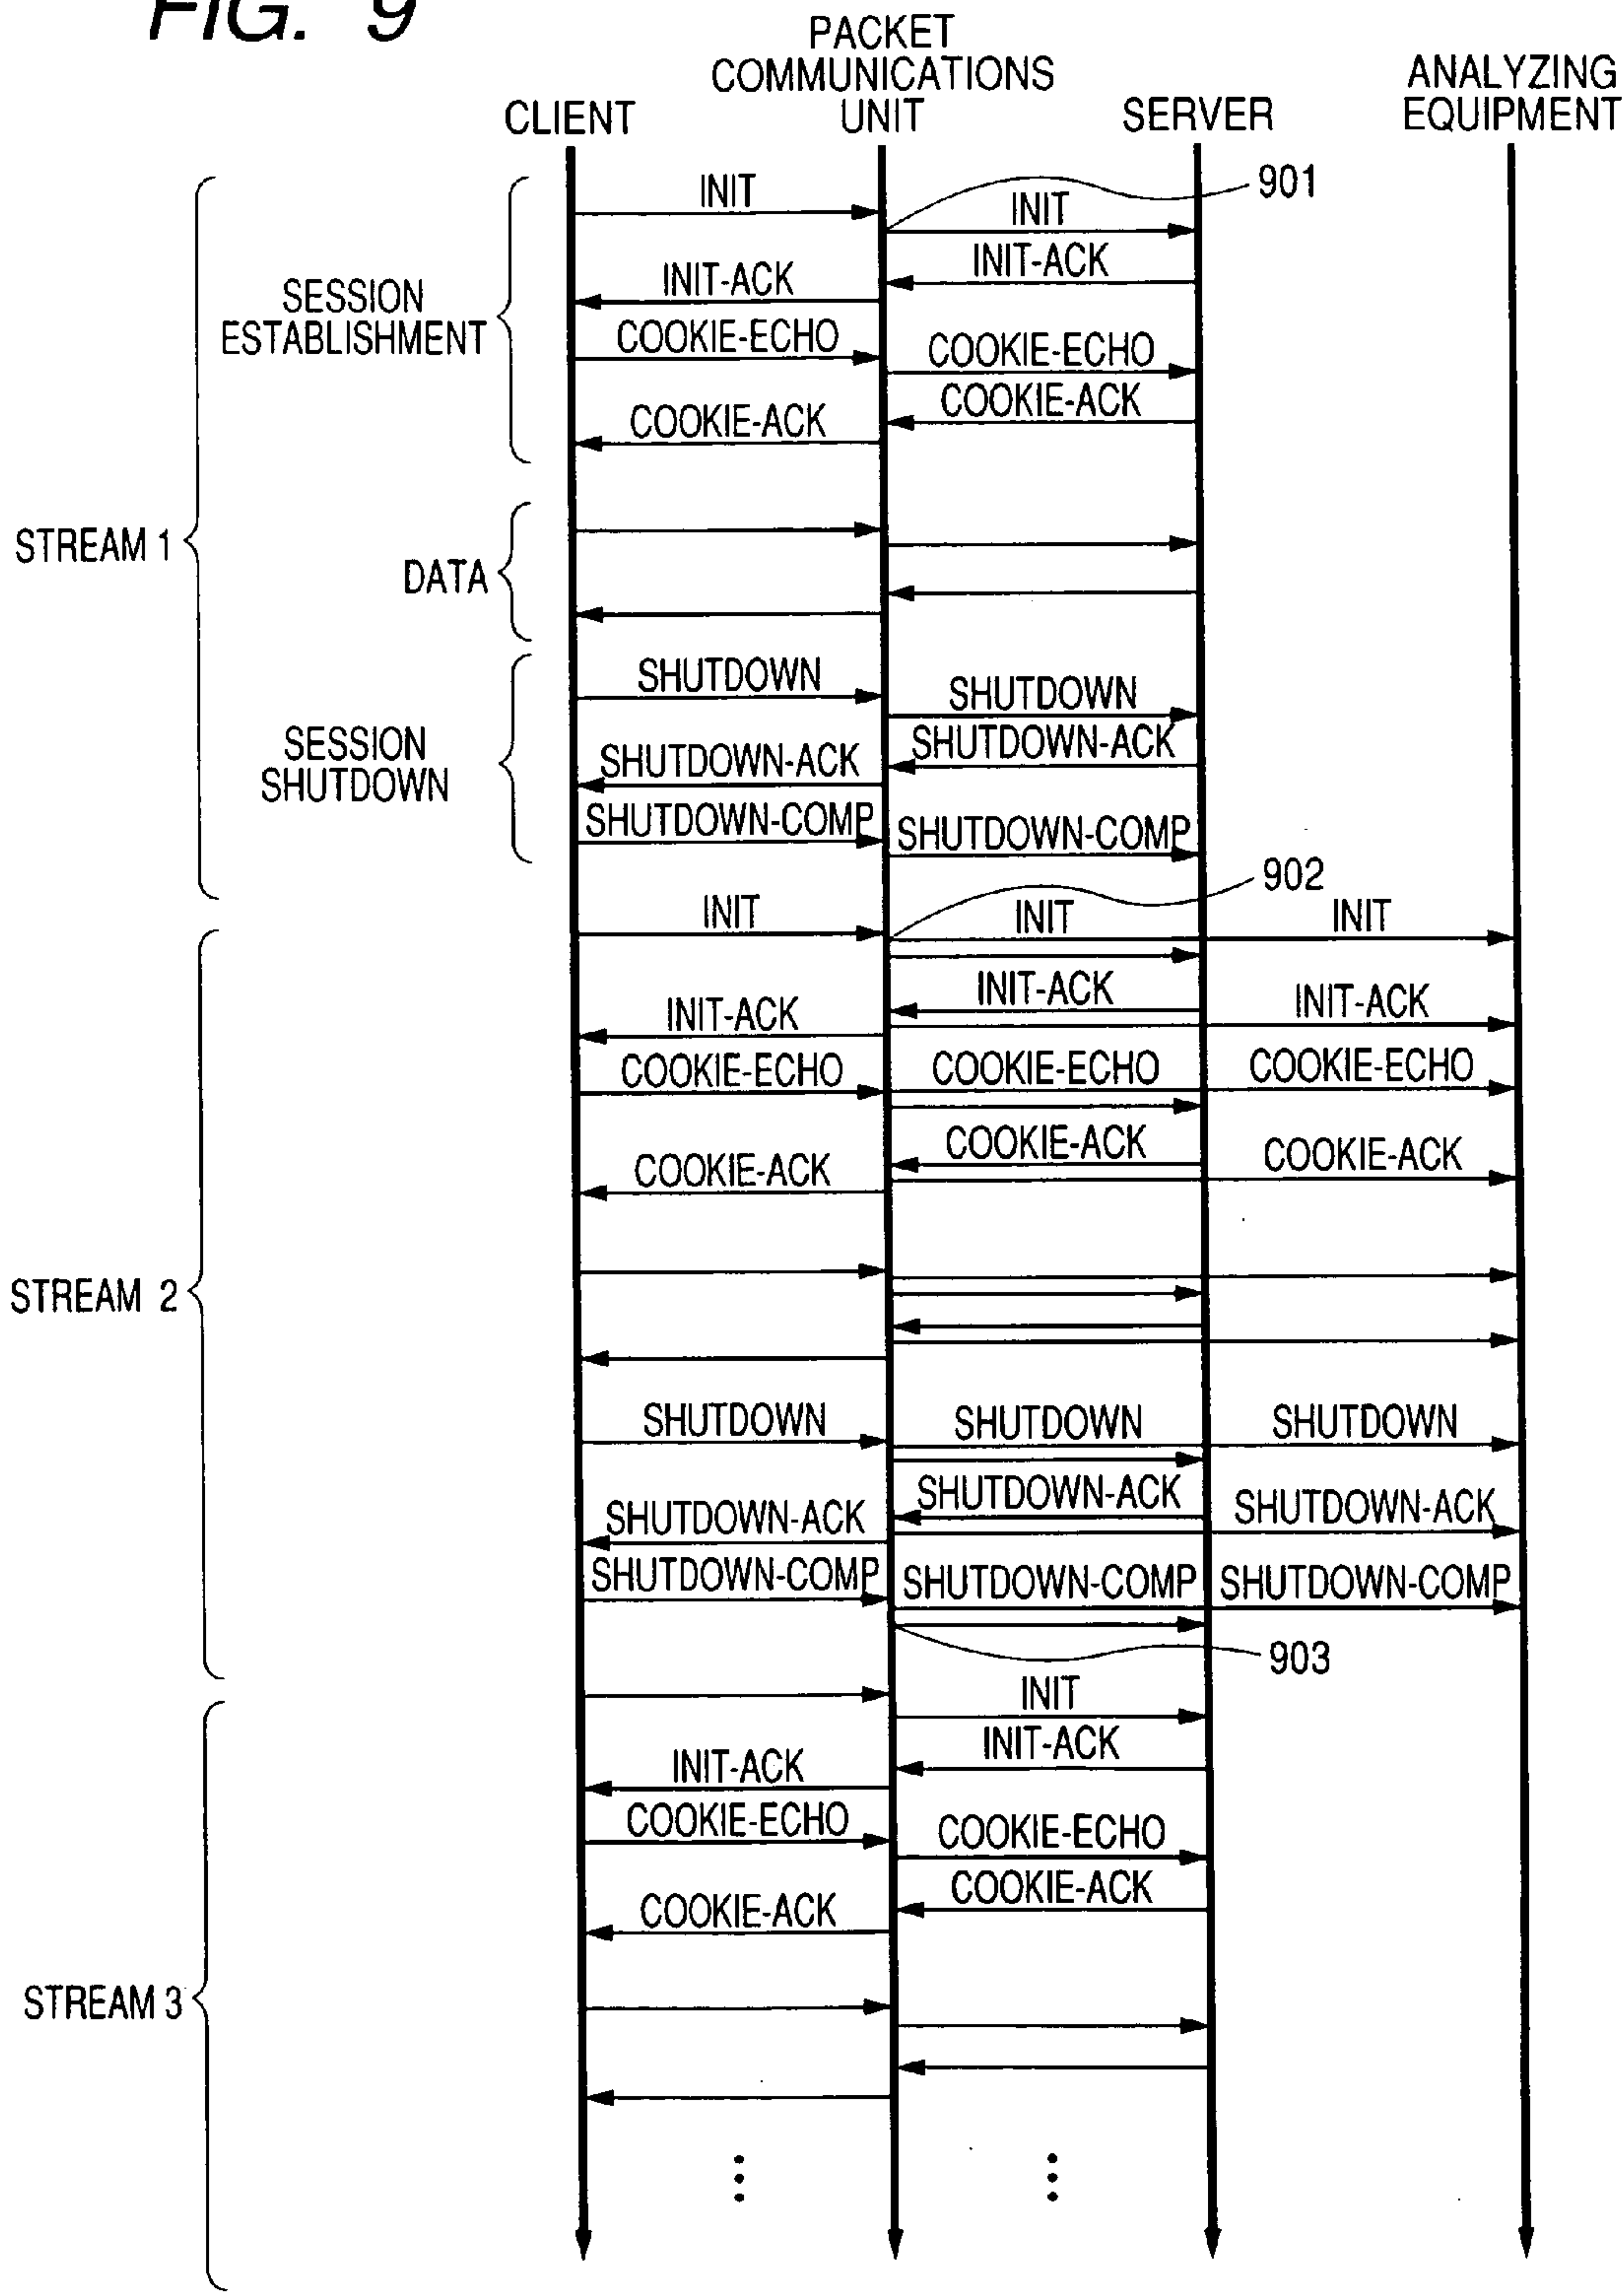 FIG. 9
PACKET
COMMUNICATIONS
UNIT
CLIENT
SERVER
ANALYZING
EQUIPMENT
901
INIT
INIT
INIT-ACK
INIT-ACK
SESSION
ESTABLISHMENT
COOKIE-ECHO
COOKIE-ECHO
COOKIE-ACK
COOKIE-ACK
STREAM 1
DATA
SHUTDOWN
SHUTDOWN
SESSION
SHUTDOWN
SHUTDOWN-ACK
SHUTDOWN-ACK
SHUTDOWN-COMP
SHUTDOWN-COMP
902
INIT
INIT
INIT
INIT-ACK
INIT-ACK
INIT-ACK
COOKIE-ECHO
COOKIE-ECHO
COOKIE-ECHO
COOKIE-ACK
COOKIE-ACK
COOKIE-ACK
STREAM 2
SHUTDOWN
SHUTDOWN
SHUTDOWN
SHUTDOWN-ACK
SHUTDOWN-ACK
SHUTDOWN-ACK
SHUTDOWN-COMP
SHUTDOWN-COMP
SHUTDOWN-COMP
903
INIT
INIT-ACK
INIT-ACK
COOKIE-ECHO
COOKIE-ECHO
COOKIE-ACK
COOKIE-ACK
STREAM 3